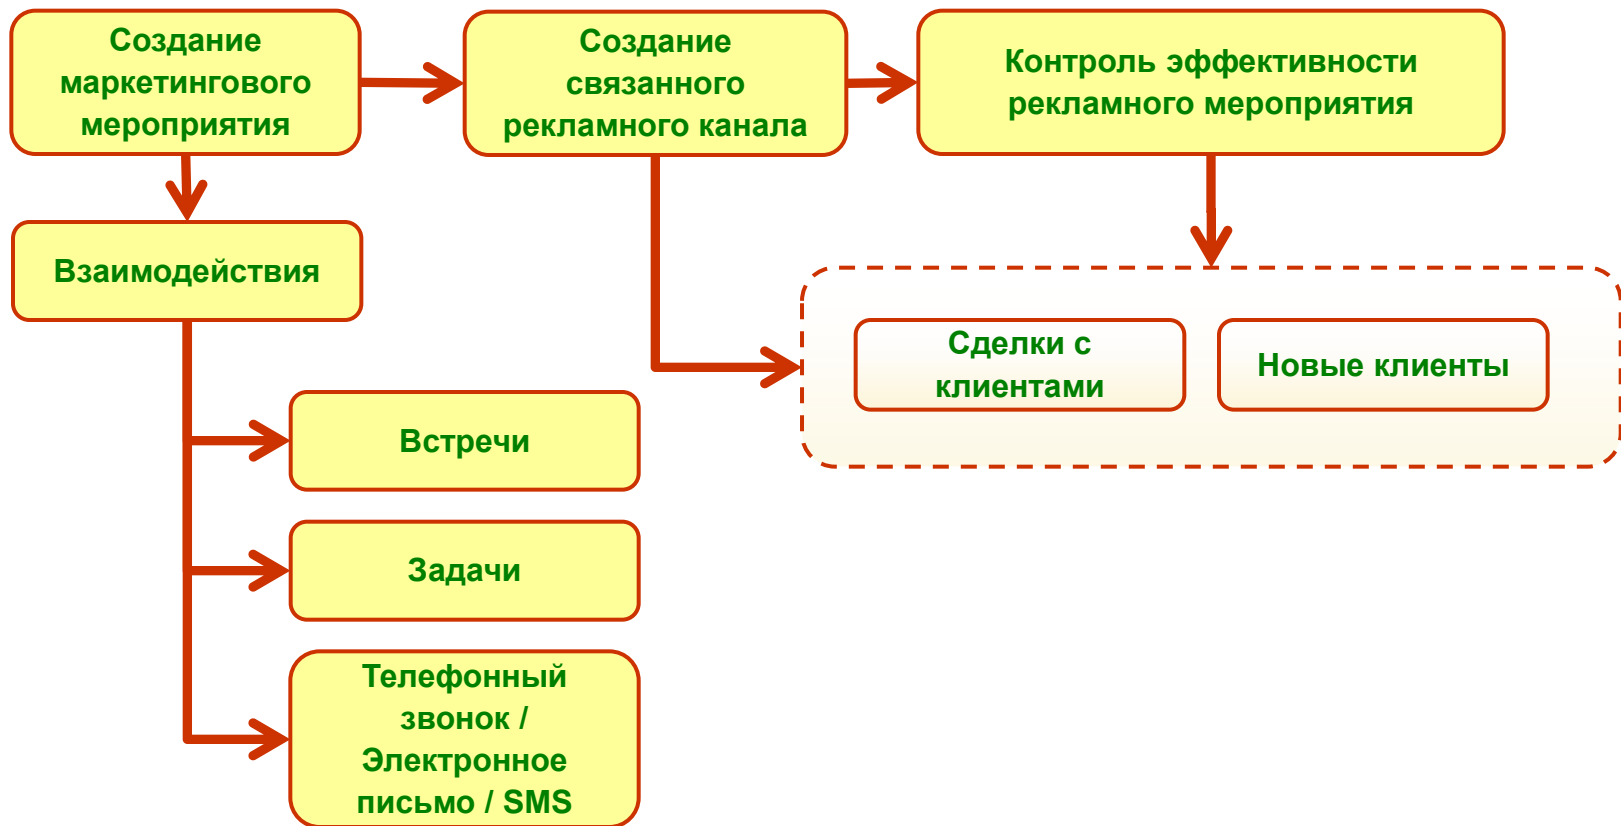 Создание
маркетингового
мероприятия
Создание
связанного
рекламного канала
Контроль эффективности
рекламного мероприятия
Взаимодействия
Сделки с
клиентами
Новые клиенты
Встречи
Задачи
Телефонный
звонок /
Электронное
письмо / SMS